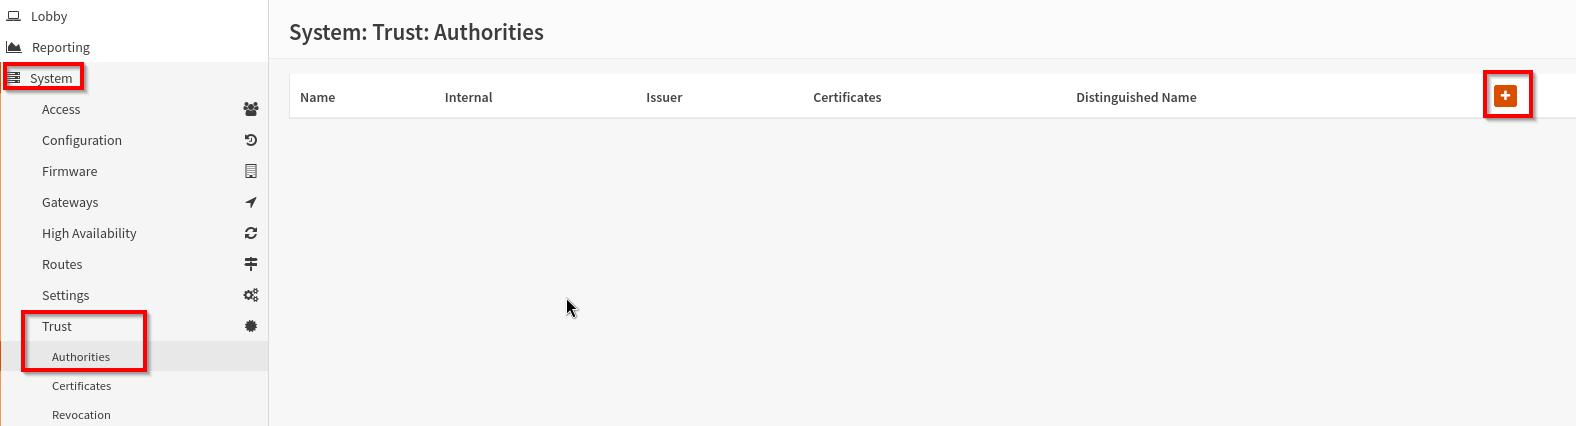 Lobby
Reporting
System
Access
Configuration
Firmware
Gateways
High Availability
Routes
Settings
Trust
Authorities
Certificates
Revocation
System: Trust: Authorities
Name Internal Issuer Certificates Distinguished Name